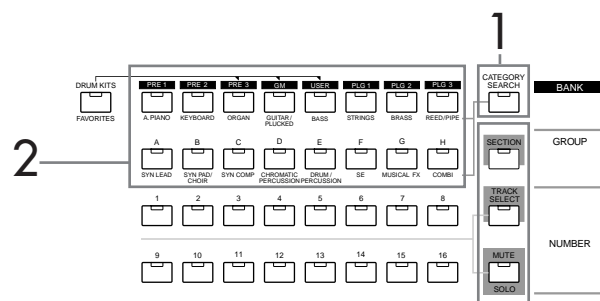 1
CATEGORY
SEARCH
BANK
DRUM KITS
FAVORITES
PRE 1 PRE 2 PRE 3 GM USER PLG 1 PLG 2 PLG 3
A. PIANO KEYBOARD ORGAN GUITAR / PLUCKED BASS STRINGS BRASS REED/PIPE
2
A B C D E F G H
SYN LEAD SYN PAD/ CHOIR SYN COMP CHROMATIC PERCUSSION DRUM / PERCUSSION SE MUSICAL FX COMBI
SECTION
GROUP
1 2 3 4 5 6 7 8
TRACK
SELECT
NUMBER
9 10 11 12 13 14 15 16
MUTE
SOLO